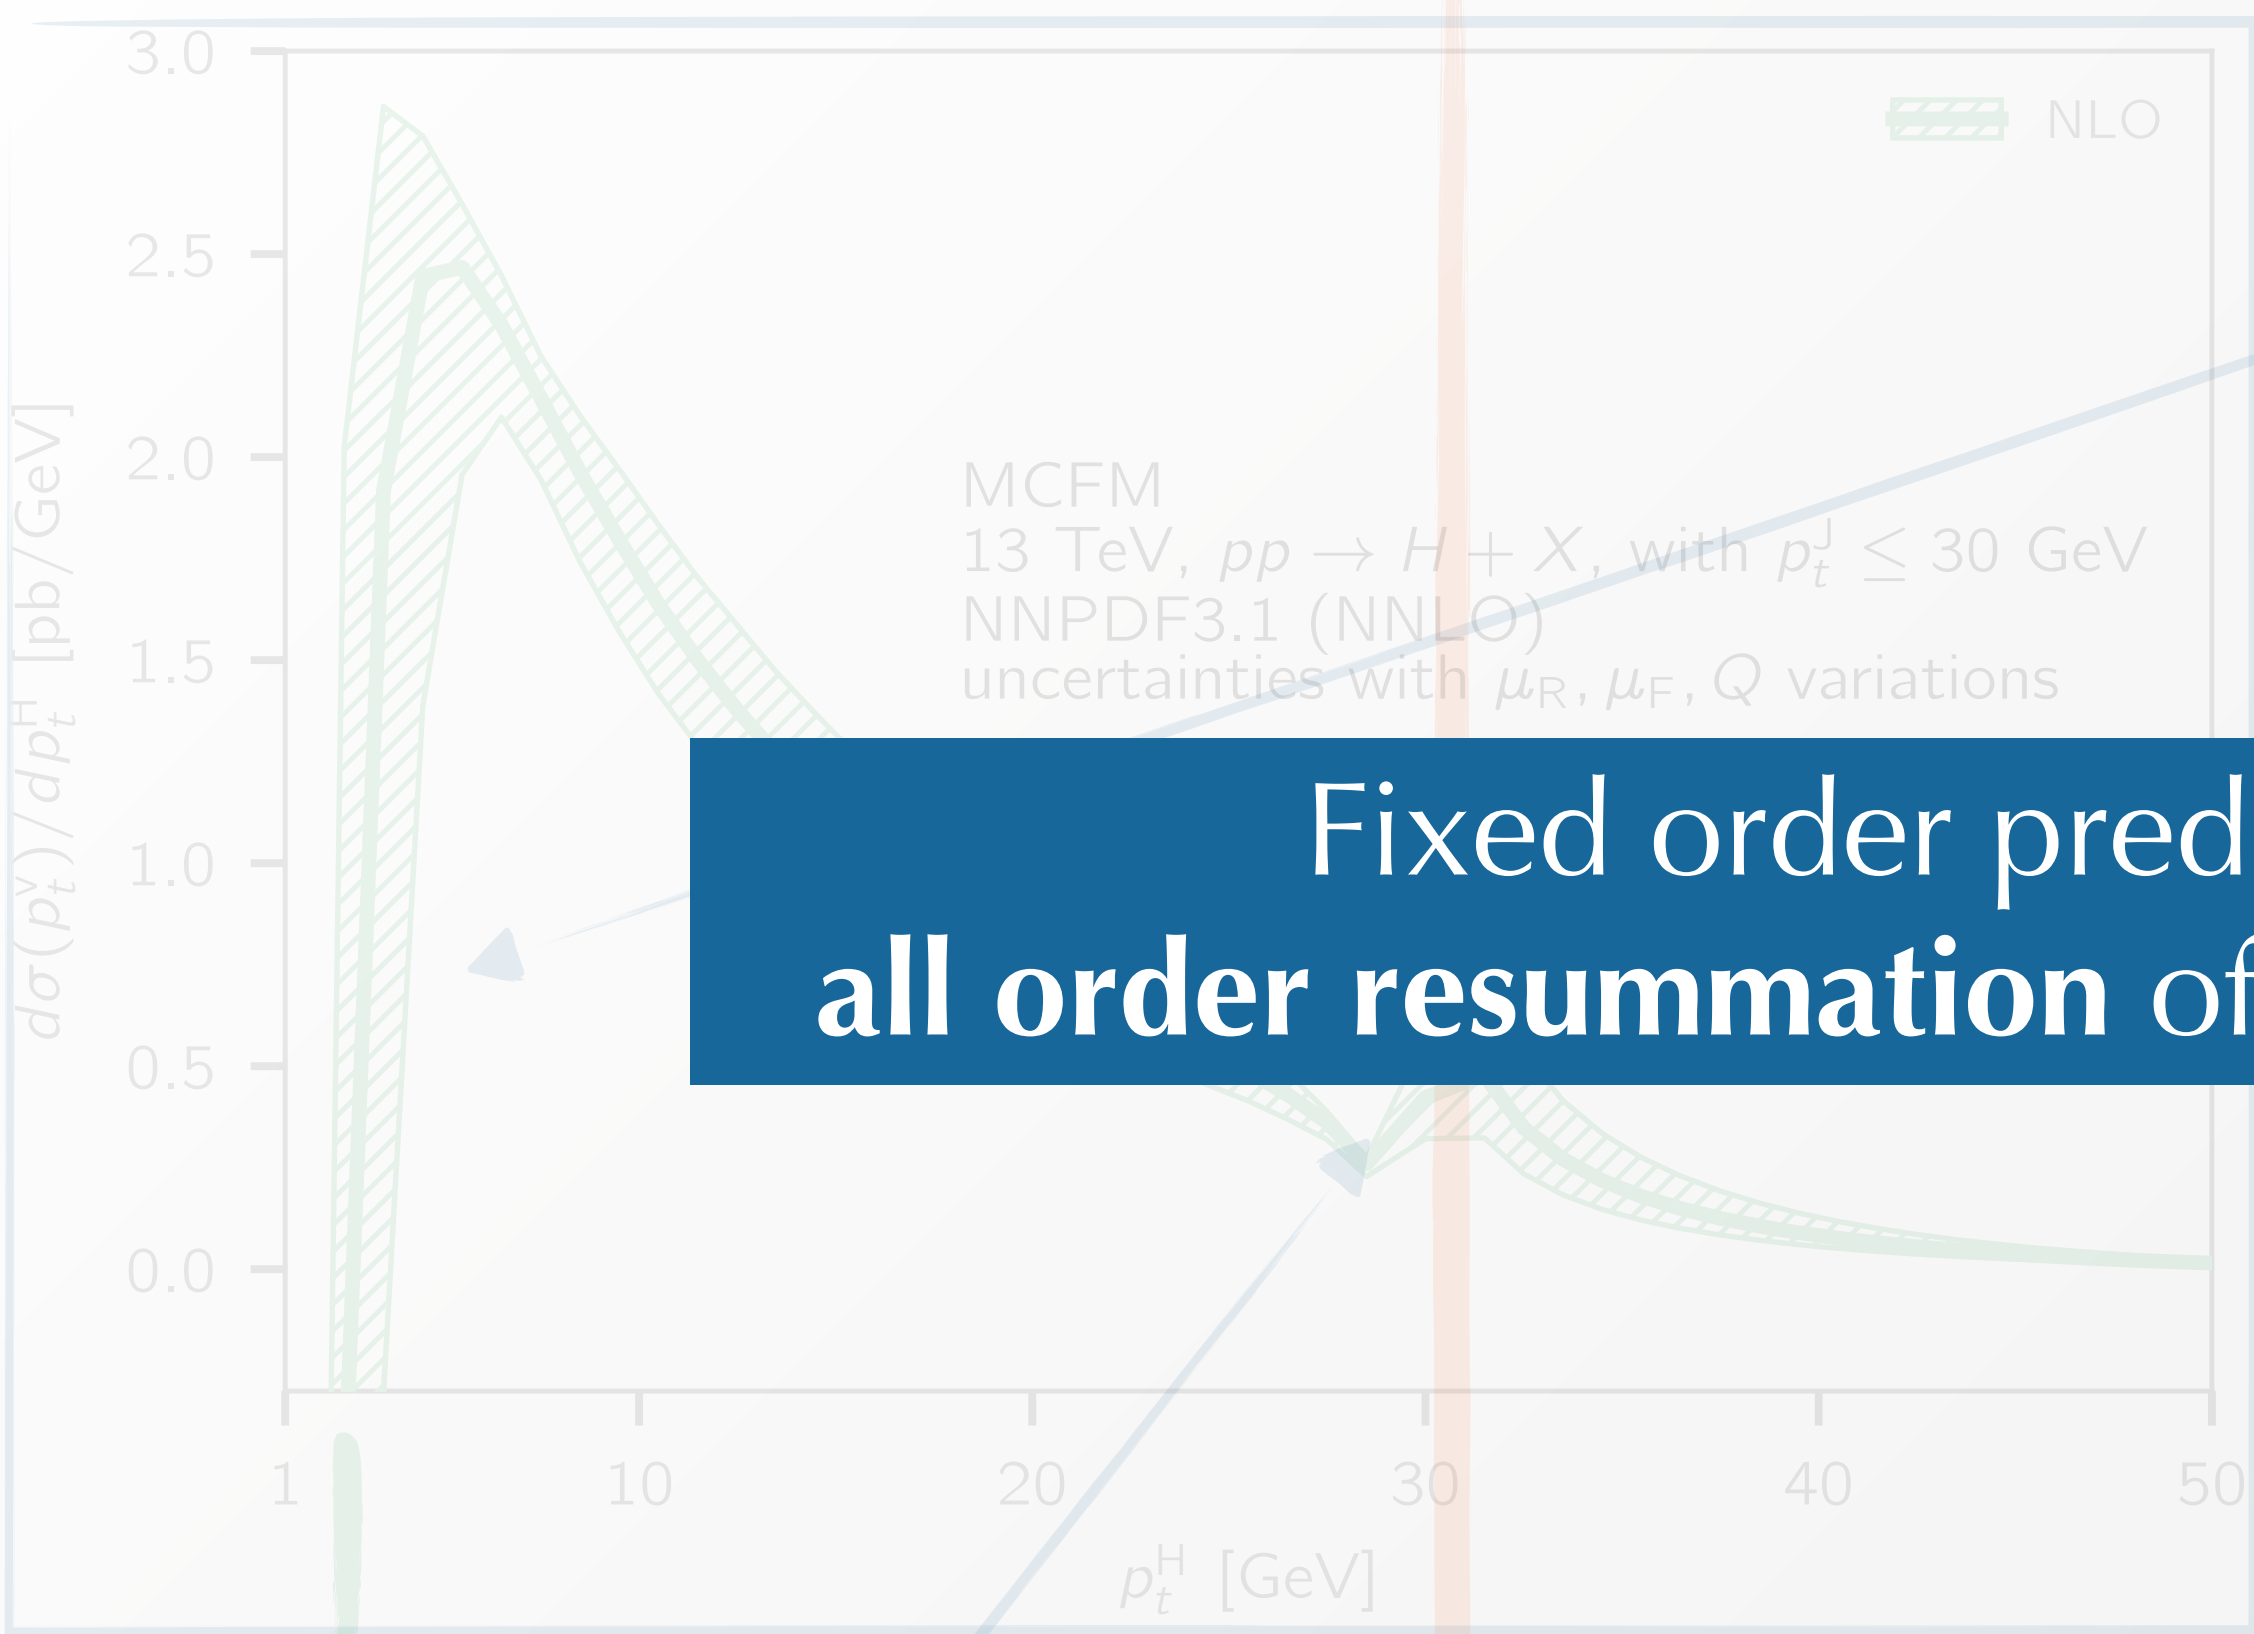 3.0
NLO
2.5
2.0
MCFM
13 TeV, pp → H + X, with p_t^J ≤ 30 GeV
NNPDF3.1 (NNLO)
1.5
uncertainties with μ_R, μ_F, Q variations
dσ(p_t^v)/dp_t^H [pb/GeV]
Fixed order pred
1.0
all order resummation of
0.5
0.0
1 10 20 30 40 50
p_t^H [GeV]